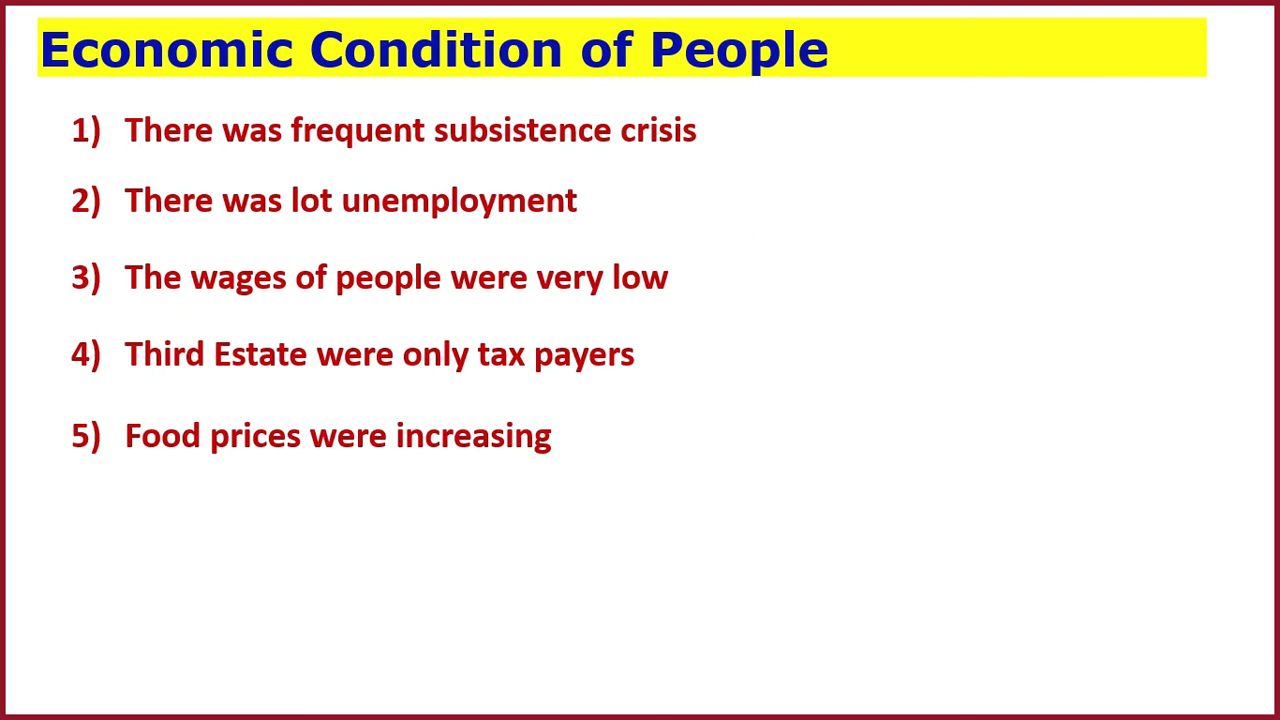 Economic Condition of People
1) There was frequent subsistence crisis
2) There was lot unemployment
3) The wages of people were very low
4) Third Estate were only tax payers
5) Food prices were increasing